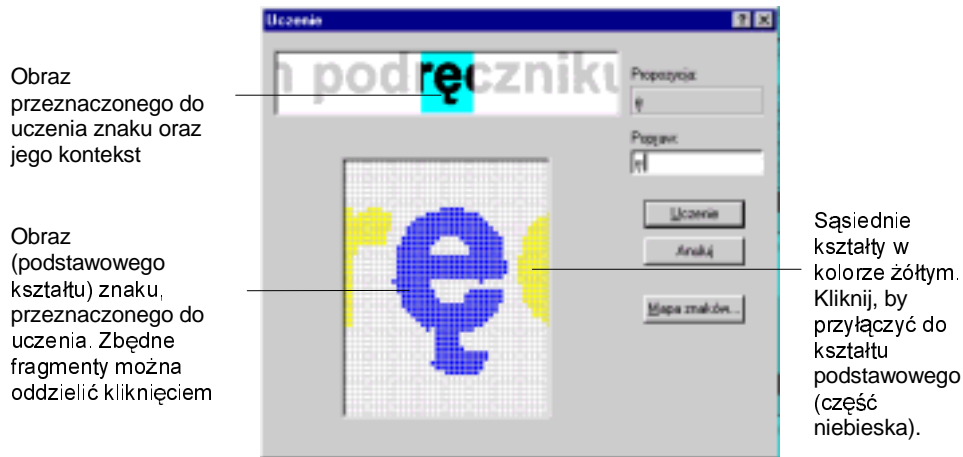 Uczenie
m podręczniku
Propozycja:
ę
Popraw:
ę
Uczenie
Anuluj
Mapa znaków...
Obraz
przeznaczonego do
uczenia znaku oraz
jego kontekst
Obraz
(podstawowego
kształtu) znaku,
przeznaczonego do
uczenia. Zbędne
fragmenty można
oddzielić kliknięciem
rę
Sąsiednie
kształty w
kolorze żółtym.
Kliknij, by
przyłączyć do
kształtu
podstawowego
(część
niebieska).